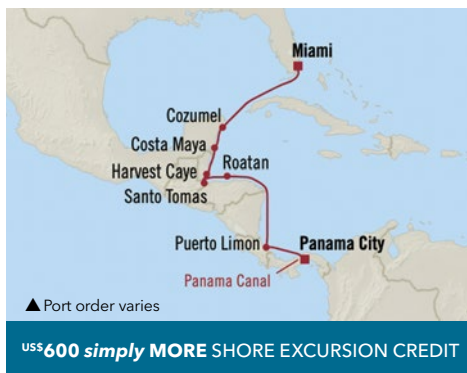 Miami
Cozumel
Costa Maya
Harvest Caye
Roatan
Santo Tomas
Puerto Limon
Panama City
Panama Canal
▲ Port order varies
US$600 simply MORE SHORE EXCURSION CREDIT